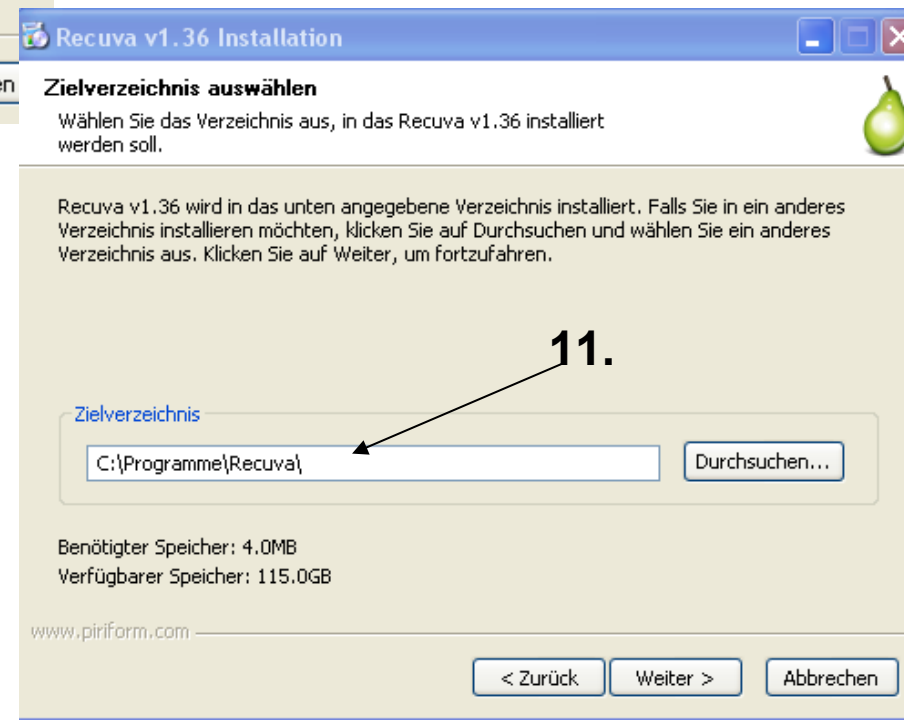 Recuva v1.36 Installation
en
Zielverzeichnis auswählen
Wählen Sie das Verzeichnis aus, in das Recuva v1.36 installiert
werden soll.
Recuva v1.36 wird in das unten angegebene Verzeichnis installiert. Falls Sie in ein anderes
Verzeichnis installieren möchten, klicken Sie auf Durchsuchen und wählen Sie ein anderes
Verzeichnis aus. Klicken Sie auf Weiter, um fortzufahren.
11.
Zielverzeichnis
C:\Programme\Recuva\
Durchsuchen...
Benötigter Speicher: 4.0MB
Verfügbarer Speicher: 115.0GB
www.piriform.com
< Zurück
Weiter >
Abbrechen